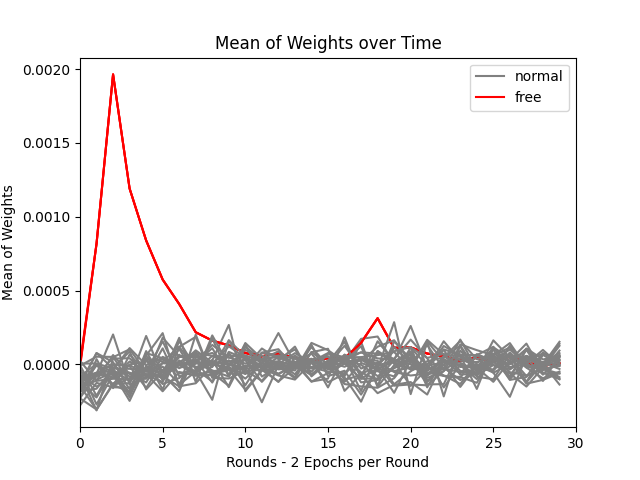 Mean of Weights over Time
normal
free
Mean of Weights
0.0020
0.0015
0.0010
0.0005
0.0000
0 5 10 15 20 25 30
Rounds - 2 Epochs per Round